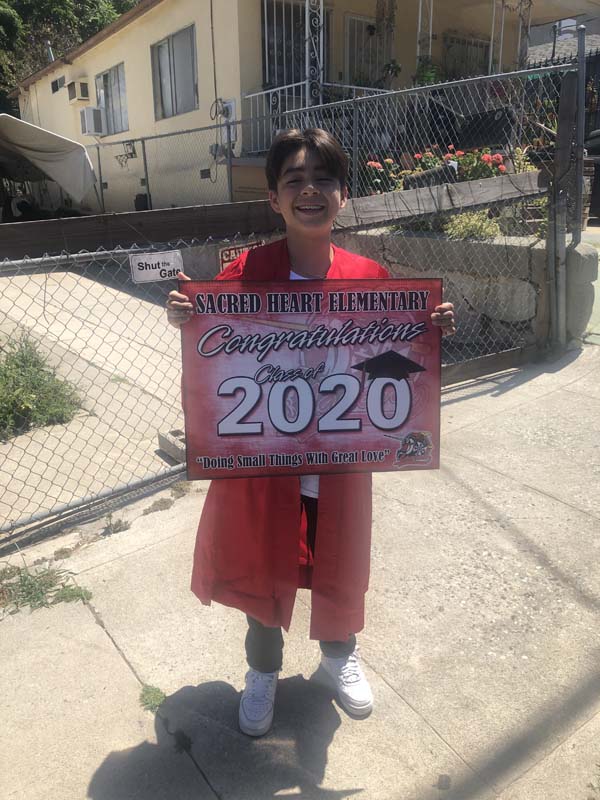 Shut the
Gate
SACRED HEART ELEMENTARY
Congratulations
Class of
2020
"Doing Small Things With Great Love"